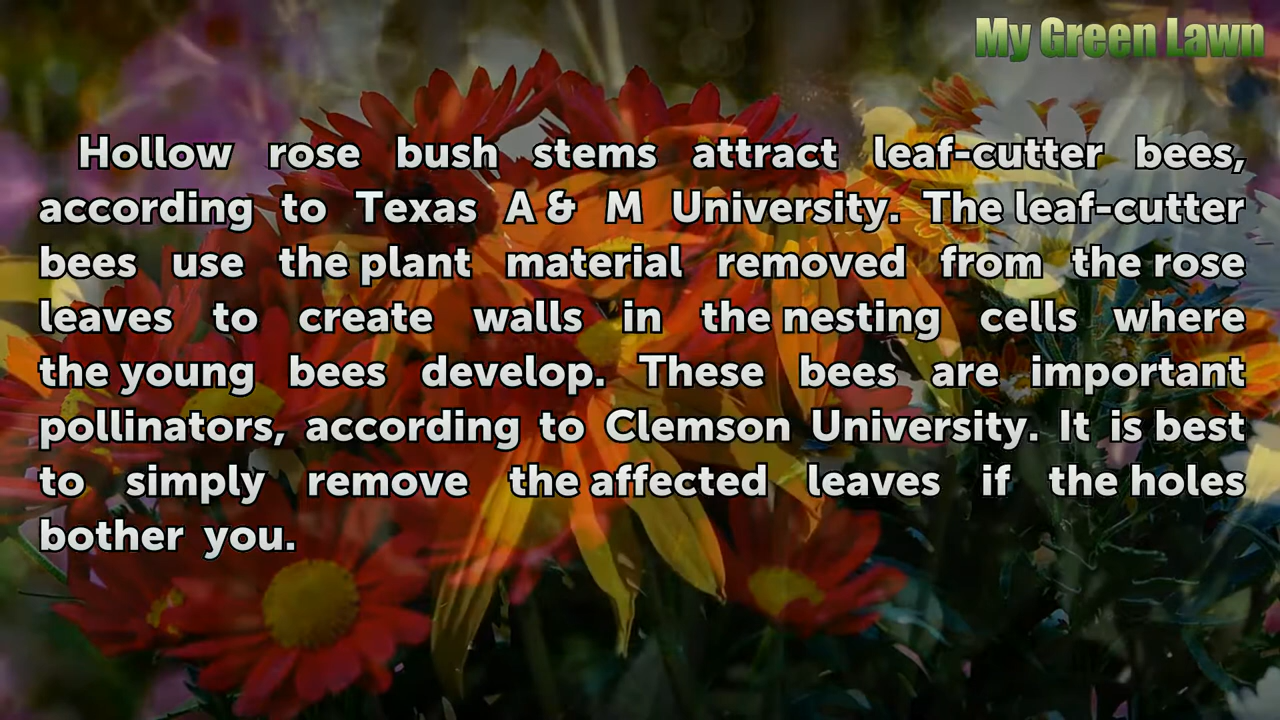 My Green Lawn
Hollow rose bush stems attract leaf-cutter bees,
according to Texas A & M University. The leaf-cutter
bees use the plant material removed from the rose
leaves to create walls in the nesting cells where
the young bees develop. These bees are important
pollinators, according to Clemson University. It is best
to simply remove the affected leaves if the holes
bother you.